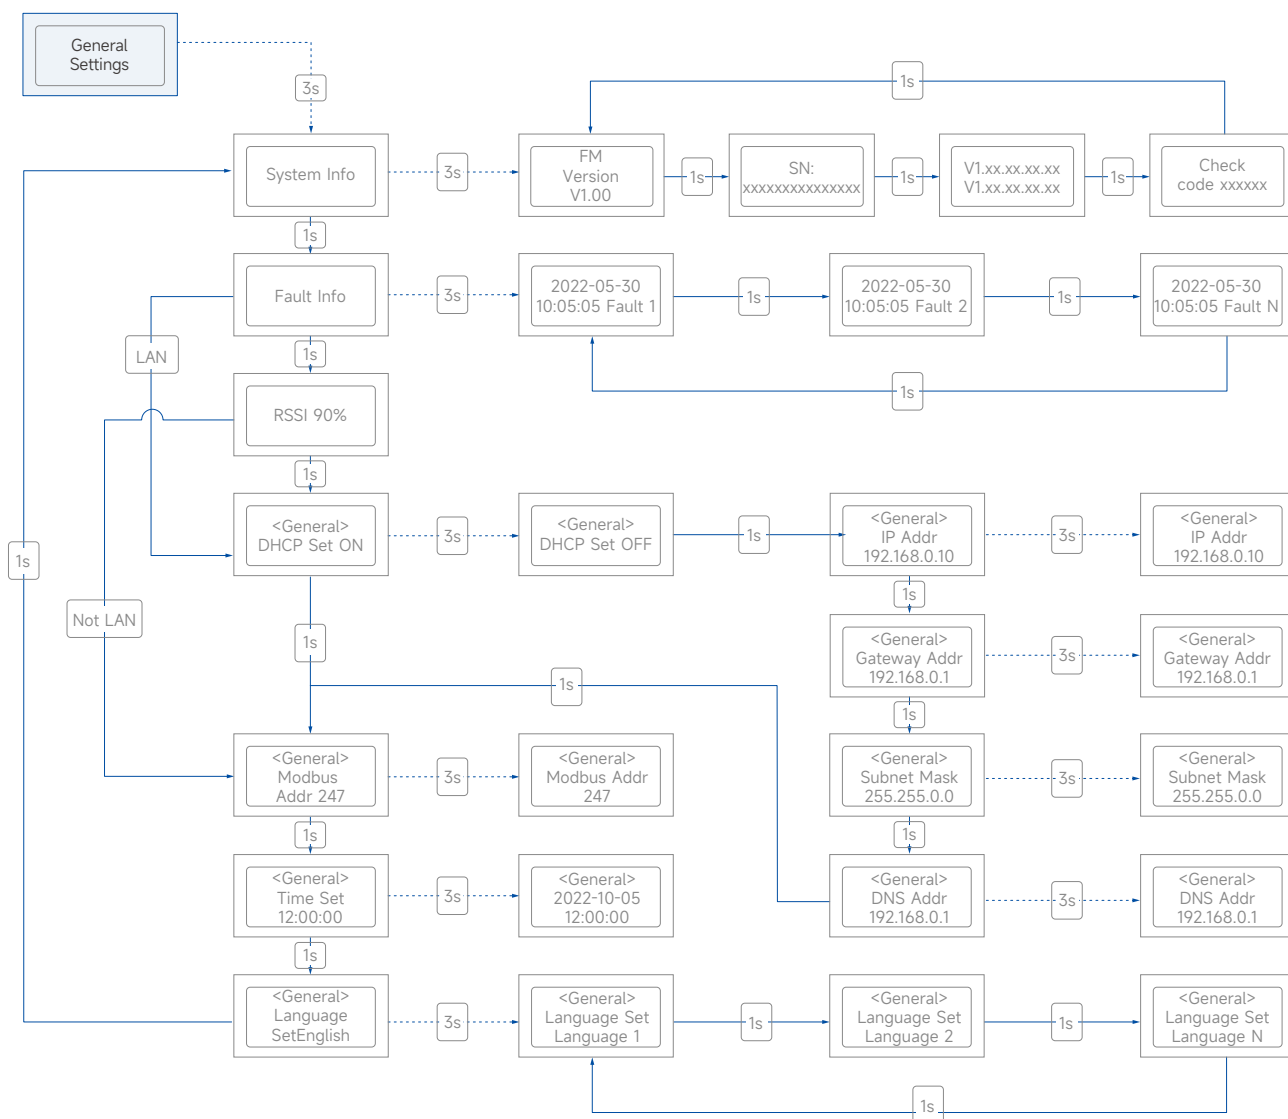 General
Settings
3s
1s
System Info
3s
FM
Version
V1.00
1s
SN:
xxxxxxxxxxxxxxx
1s
V1.xx.xx.xx.xx
V1.xx.xx.xx.xx
1s
Check
code xxxxxx
1s
Fault Info
3s
2022-05-30
10:05:05 Fault 1
1s
2022-05-30
10:05:05 Fault 2
1s
2022-05-30
10:05:05 Fault N
LAN
1s
1s
RSSI 90%
1s
<General>
DHCP Set ON
3s
<General>
DHCP Set OFF
1s
<General>
IP Addr
192.168.0.10
3s
<General>
IP Addr
192.168.0.10
1s
1s
Not LAN
1s
<General>
Gateway Addr
192.168.0.1
3s
<General>
Gateway Addr
192.168.0.1
1s
1s
<General>
Modbus
Addr 247
3s
<General>
Modbus Addr
247
<General>
Subnet Mask
255.255.0.0
3s
<General>
Subnet Mask
255.255.0.0
1s
1s
<General>
Time Set
12:00:00
3s
<General>
2022-10-05
12:00:00
<General>
DNS Addr
192.168.0.1
3s
<General>
DNS Addr
192.168.0.1
1s
<General>
Language
SetEnglish
3s
<General>
Language Set
Language 1
1s
<General>
Language Set
Language 2
1s
<General>
Language Set
Language N
1s